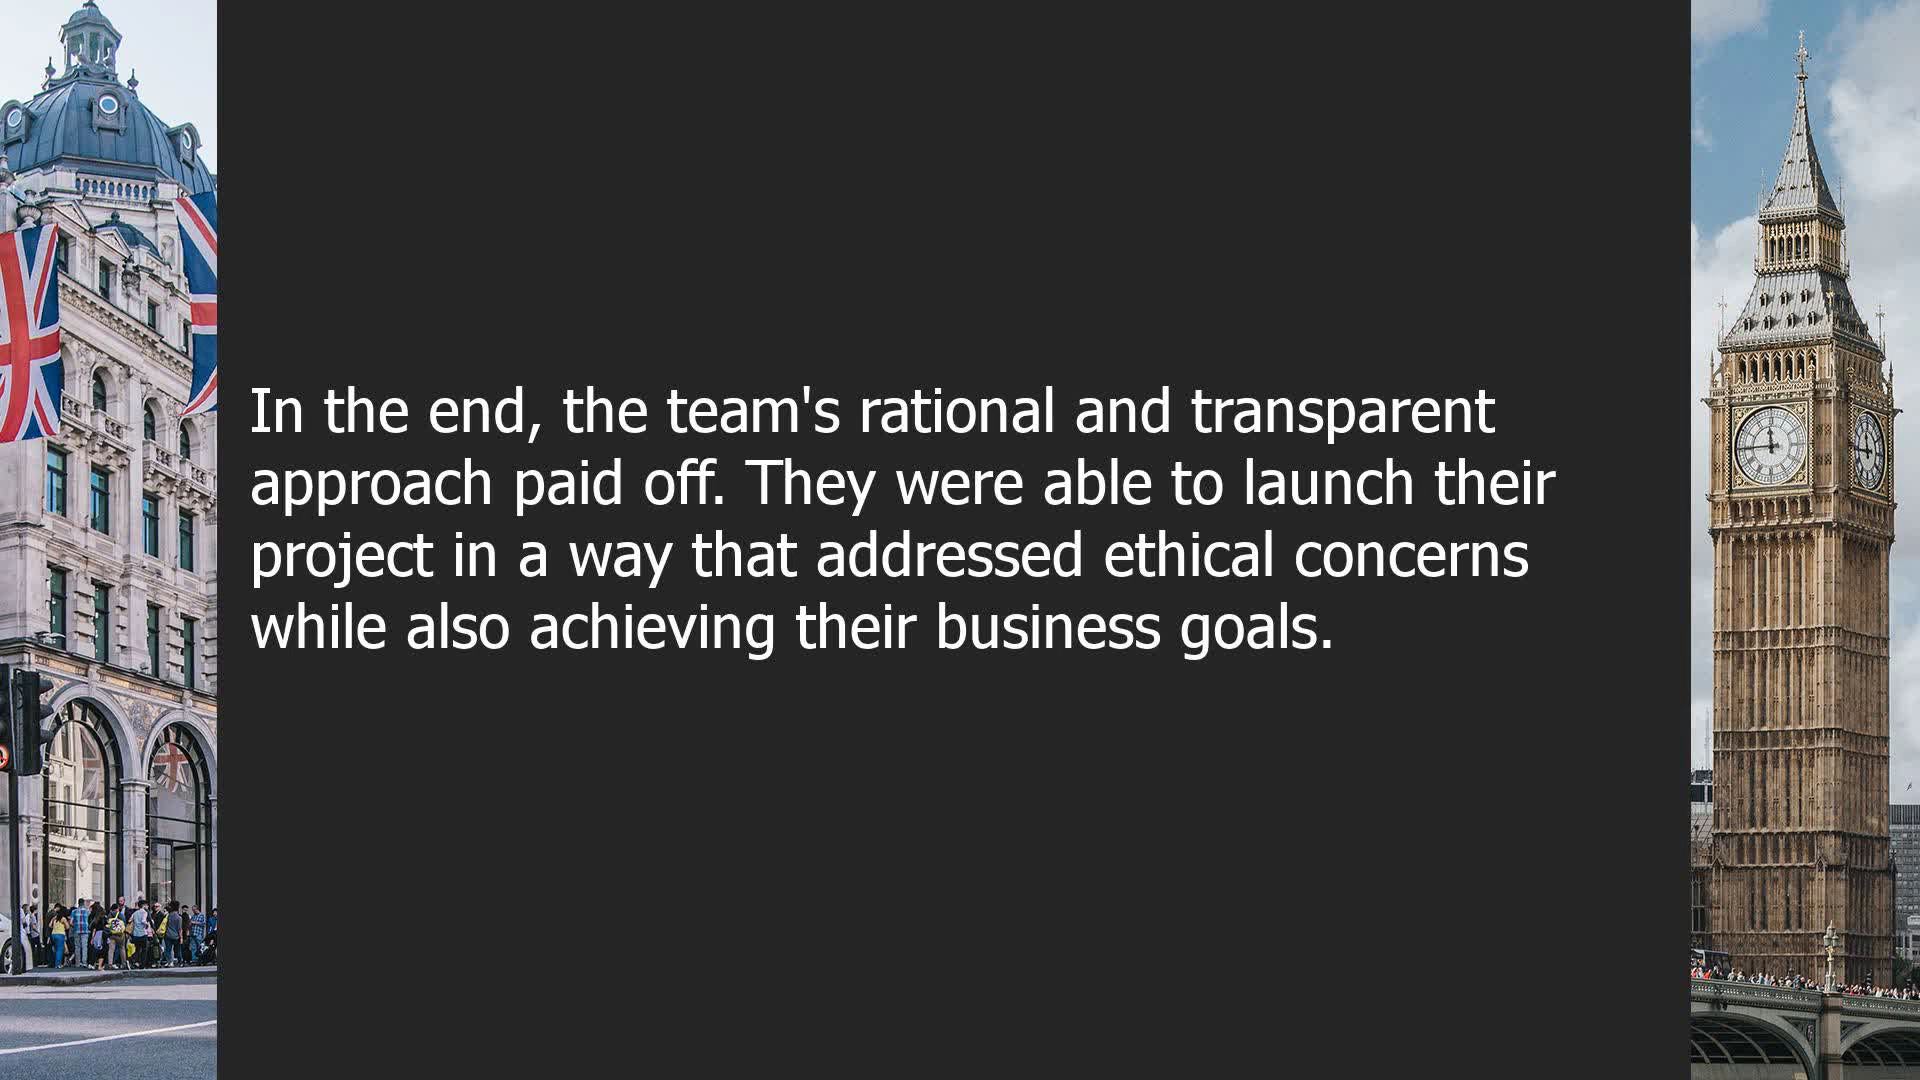 In the end, the team's rational and transparent
approach paid off. They were able to launch their
project in a way that addressed ethical concerns
while also achieving their business goals.